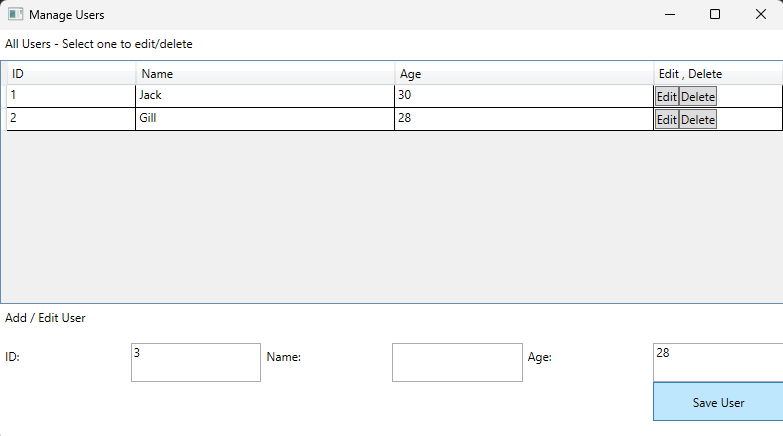 Manage Users
All Users - Select one to edit/delete
ID Name Age Edit , Delete
1 Jack 30 Edit Delete
2 Gill 28 Edit Delete
Add / Edit User
ID: 3 Name: Age: 28
Save User